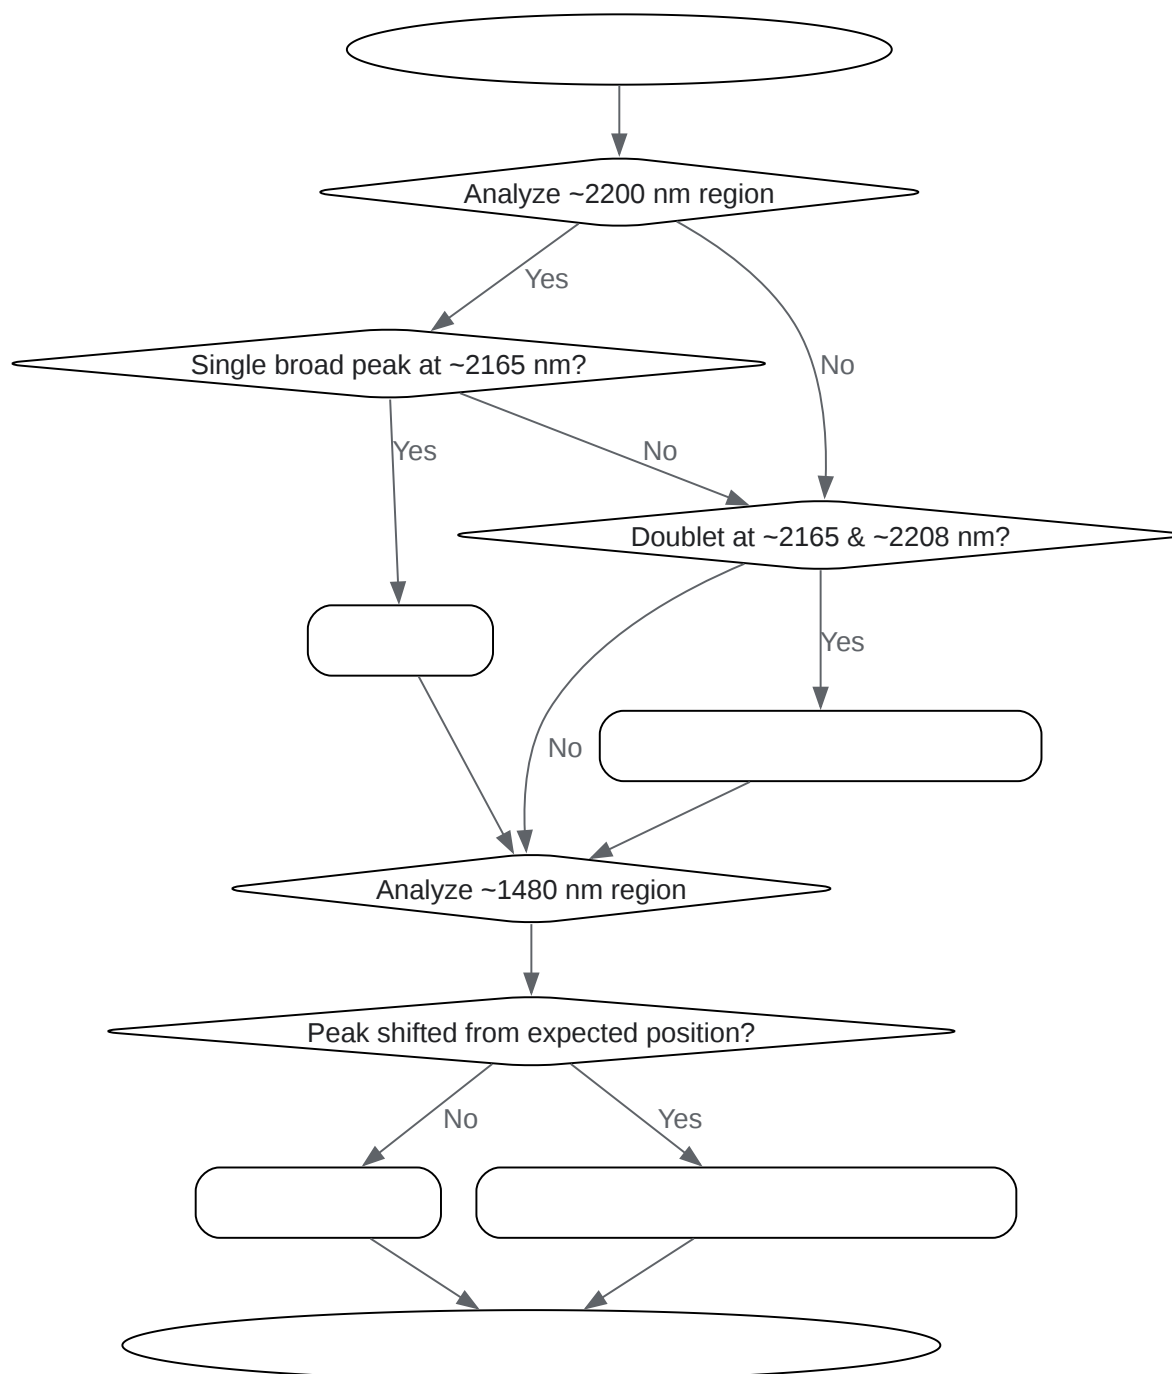 Analyze ~2200 nm region
Yes
Single broad peak at ~2165 nm?
No
Yes
No
Doublet at ~2165 & ~2208 nm?
Yes
No
Analyze ~1480 nm region
Peak shifted from expected position?
No
Yes